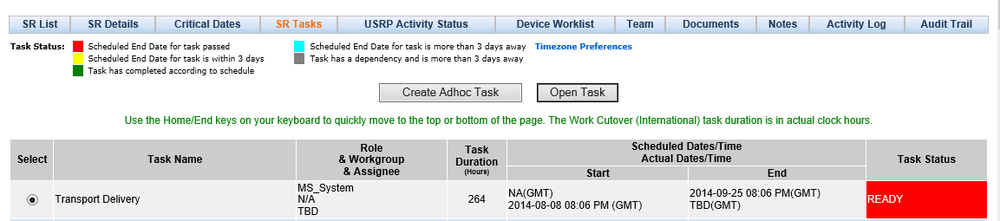 SR List SR Details Critical Dates SR Tasks USRP Activity Status Device Worklist Team Documents Notes Activity Log Audit Trail
Task Status: Scheduled End Date for task passed Scheduled End Date for task is more than 3 days away Timezone Preferences
Scheduled End Date for task is within 3 days Task has a dependency and is more than 3 days away
Task has completed according to schedule
Create Adhoc Task Open Task
Use the Home/End keys on your keyboard to quickly move to the top or bottom of the page. The Work Cutover (International) task duration is in actual clock hours.
Select Task Name Role & Workgroup & Assignee Task Duration (Hours) Scheduled Dates/Time Actual Dates/Time Task Status
Start End
Transport Delivery MS_System N/A TBD 264 NA(GMT) 2014-08-08 08:06 PM (GMT) 2014-09-25 08:06 PM(GMT) TBD(GMT) READY